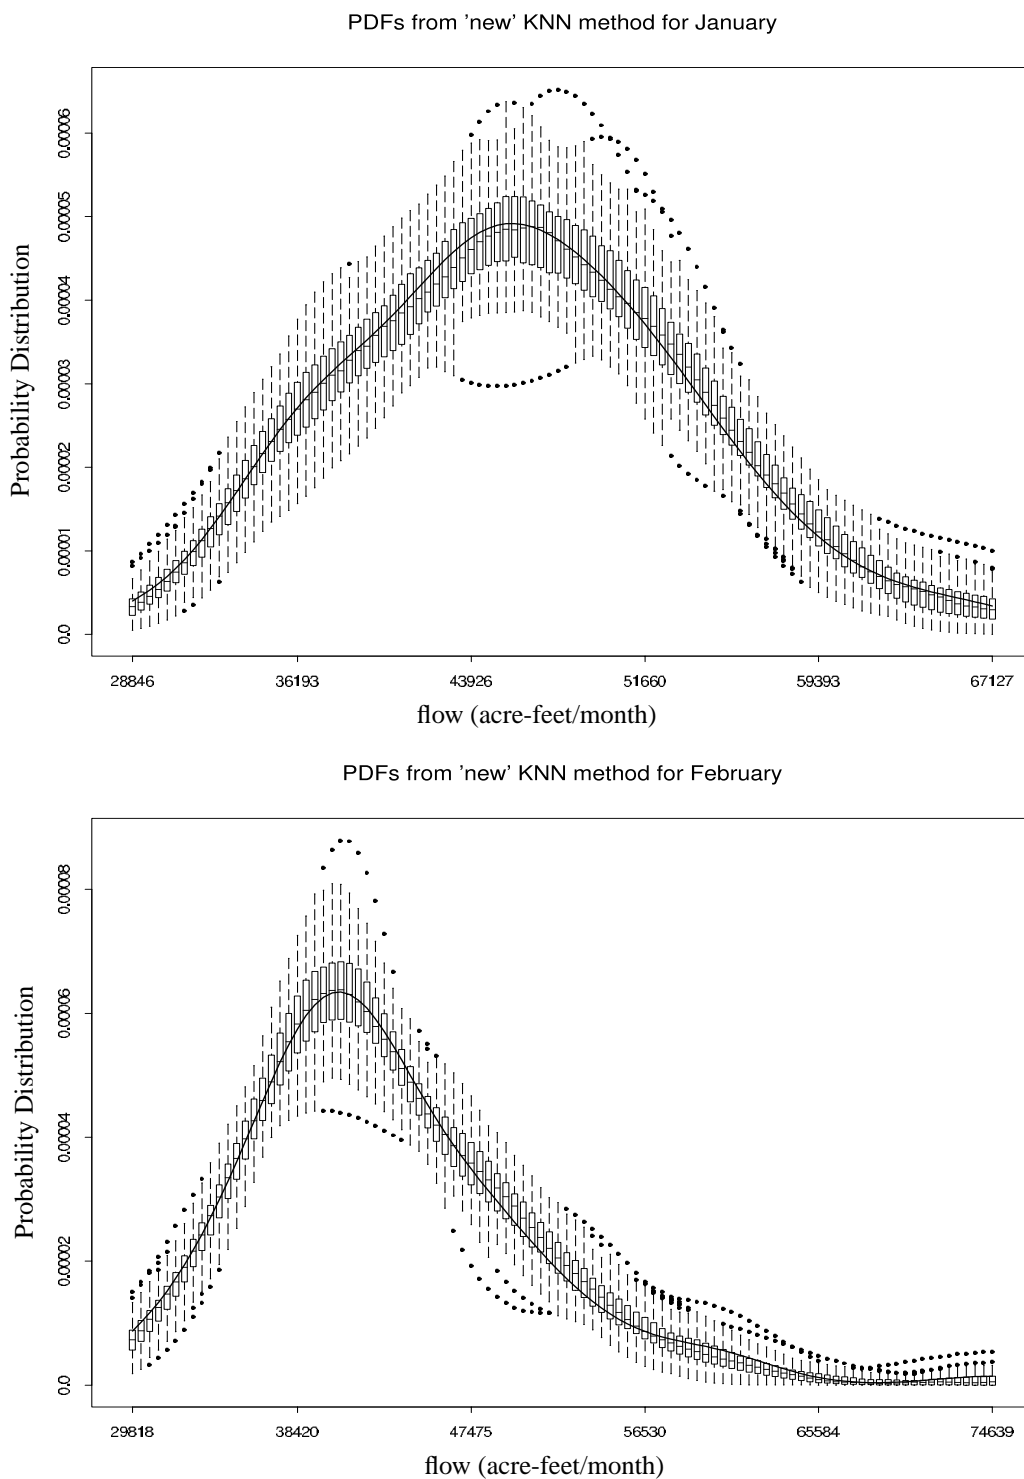 PDFs from 'new' KNN method for January
Probability Distribution
0.00006
0.00005
0.00004
0.00003
0.00002
0.00001
0.0
28846 36193 43926 51660 59393 67127
flow (acre-feet/month)
PDFs from 'new' KNN method for February
Probability Distribution
0.00008
0.00006
0.00004
0.00002
0.0
29818 38420 47475 56530 65584 74639
flow (acre-feet/month)